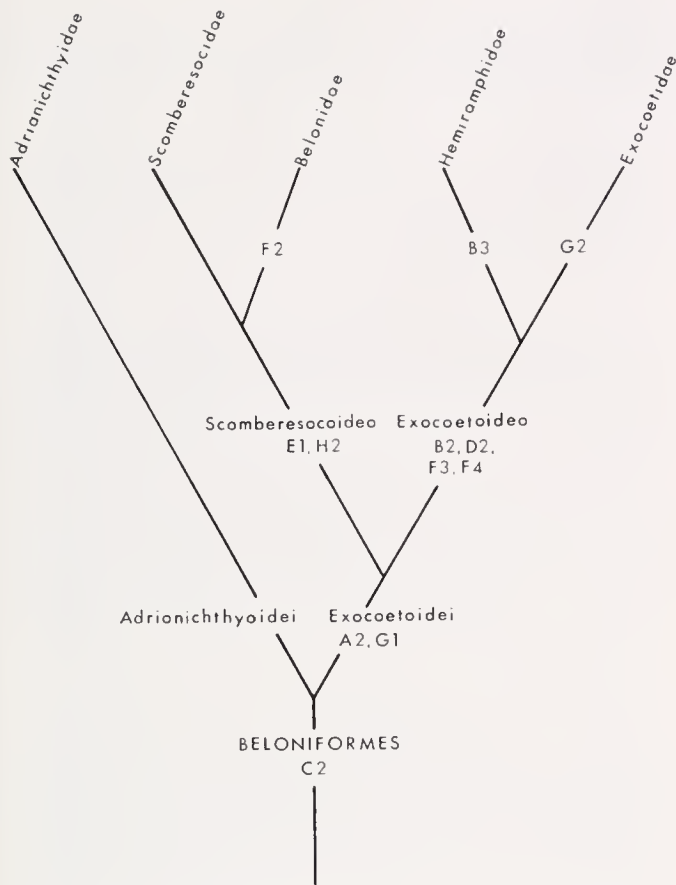 Adrianichthyidae
Scomberesocidae
Belonidae
Hemiramphidae
Exocoetidae
F2
B3
G2
Scomberesocoidea
E1, H2
Exocoetoidea
B2, D2,
F3, F4
Adrionichthyoidei
Exocoetoidei
A2, G1
BELONIFORMES
C2